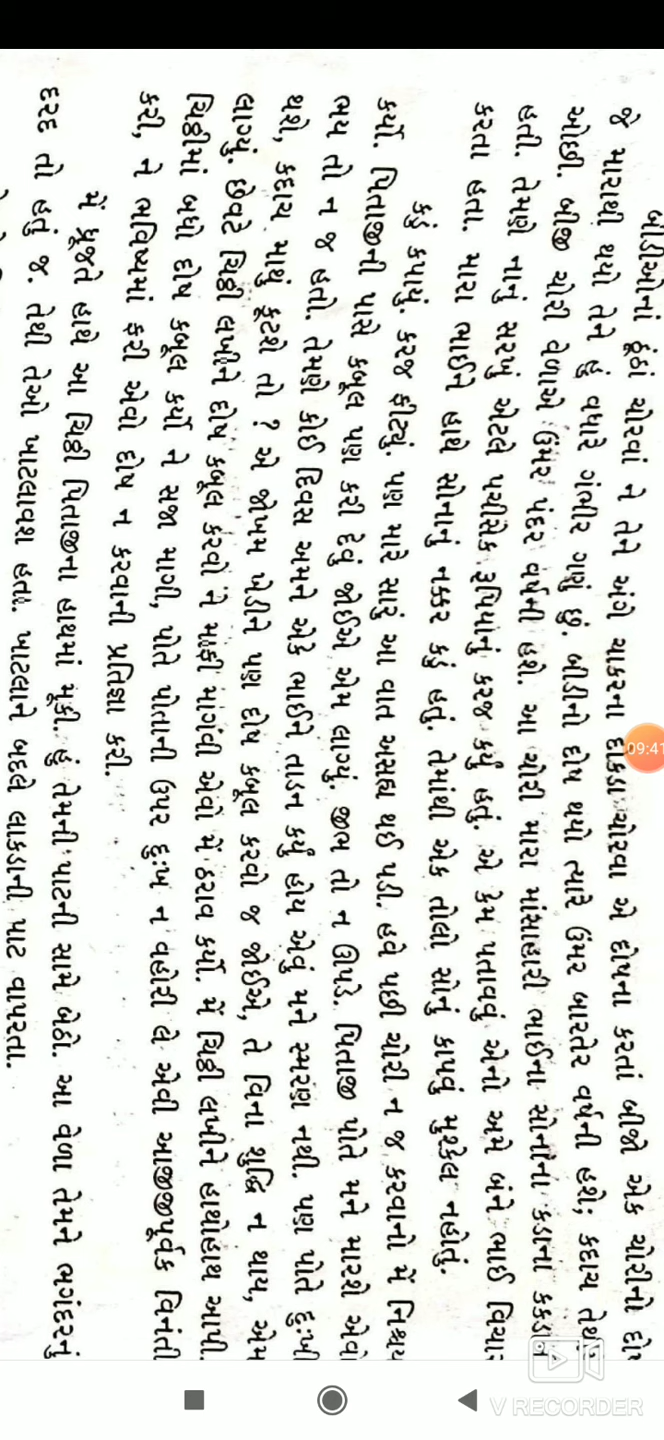 બીડીઓનાં ઠૂંઠાં ચોરવાં ને તેને અંગે ચાકરના દોકડા ચોરવા એ દોષના કરતાં બીજો એક ચોરીનો દોષ
જે મારાથી થયો તેને હું વધારે ગંભીર ગણું છું. બીડીનો દોષ થયો ત્યારે ઉંમર બારતેર વર્ષની હશે; કદાચ તેથીયે
ઓછી. બીજી ચોરી વેળાએ ઉંમર પંદર વર્ષની હશે. આ ચોરી મારા માંસાહારી ભાઈના સોનાના કડાના કકડાની
હતી. તેમણે નાનું સરખું એટલે પચીસેક રૂપિયાનું કરજ કર્યું હતું. એ કેમ પતાવવું એનો અમે બંને ભાઈ વિચાર
કરતા હતા. મારા ભાઈને હાથે સોનાનું નક્કર કડું હતું. તેમાંથી એક તોલો સોનું કાપવું મુશ્કેલ નહોતું.
કડું કપાયું. કરજ ફીટ્યું. પણ મારે સારુ આ વાત અસહ્ય થઈ પડી. હવે પછી ચોરી ન જ કરવાનો મેં નિશ્ચય
કર્યો. પિતાજીની પાસે કબૂલ પણ કરી દેવું જોઈએ એમ લાગ્યું. જીભ તો ન ઊપડે. પિતાજી પોતે મને મારશે એવો
ભય તો ન જ હતો. તેમણે કોઈ દિવસ અમને એકે ભાઈને તાડન કર્યું હોય એવું મને સ્મરણ નથી. પણ પોતે દુઃખી
થશે, કદાચ માથું કૂટશે તો ? એ જોખમ ખેડીને પણ દોષ કબૂલ કરવો જ જોઈએ, તે વિના શુદ્ધિ ન થાય, એમ
લાગ્યું. છેવટે ચિઠ્ઠી લખીને દોષ કબૂલ કરવો ને માફી માગવી એવો મેં ઠરાવ કર્યો. મેં ચિઠ્ઠી લખીને હાથોહાથ આપી.
ચિઠ્ઠીમાં બધો દોષ કબૂલ કર્યો ને સજા માગી, પોતે પોતાની ઉપર દુઃખ ન વહોરી લે એવી આજીજીપૂર્વક વિનંતી
કરી, ને ભવિષ્યમાં ફરી એવો દોષ ન કરવાની પ્રતિજ્ઞા કરી.
મેં ધ્રૂજતે હાથે આ ચિઠ્ઠી પિતાજીના હાથમાં મૂકી. હું તેમની પાટની સામે બેઠો. આ વેળા તેમને ભગંદરનું
દરદ તો હતું જ. તેથી તેઓ ખાટલાવશ હતા. ખાટલાને બદલે લાકડાની પાટ વાપરતા.
09:41
V RECORDER